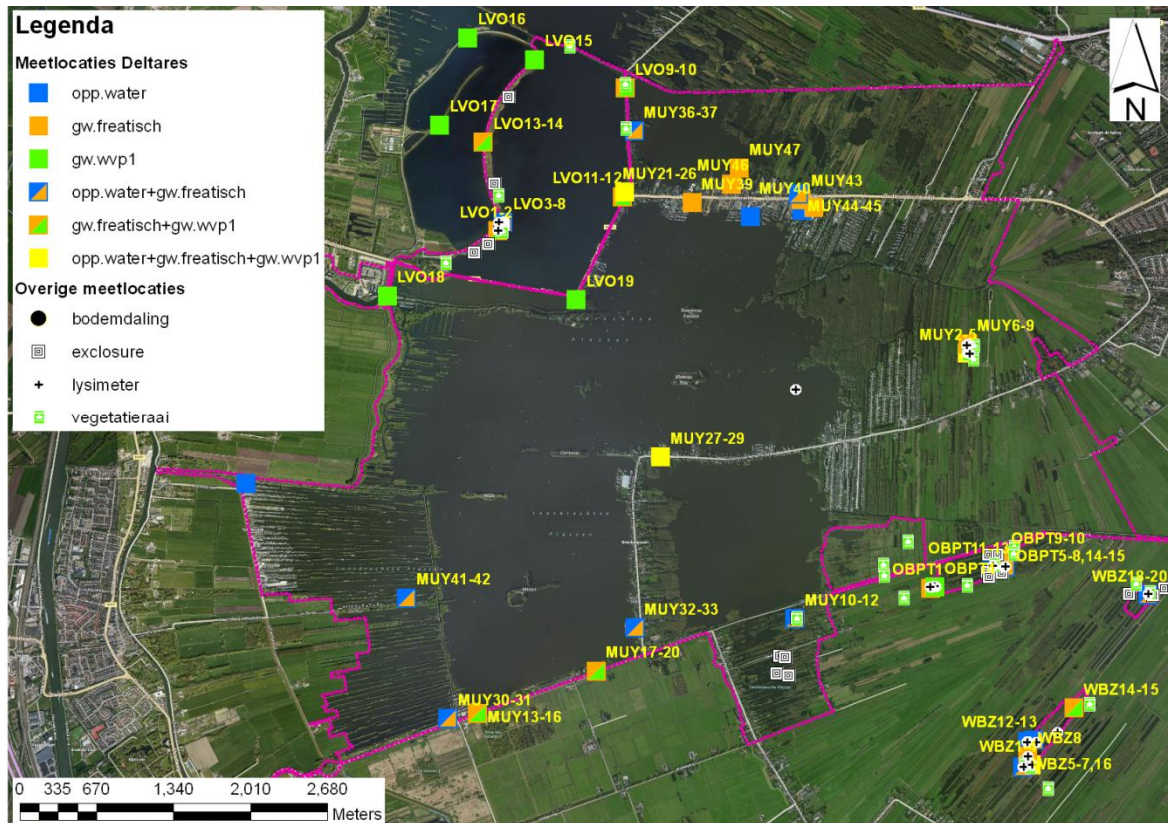 Legenda
Meetlocaties Deltares
opp.water
gw.freatisch
gw.wvp1
opp.water+gw.freatisch
gw.freatisch+gw.wvp1
opp.water+gw.freatisch+gw.wvp1
Overige meetlocaties
bodemdaling
exclosure
lysimeter
vegetatieraai
N
LVO16
LVO15
LVO9-10
LVO17
MUY36-37
LVO13-14
MUY47
MUY46
MUY21-26
LVO11-12
MUY39
MUY40
MUY43
MUY44-45
LVO3-8
LVO1-2
LVO18
LVO19
MUY6-9
MUY2-5
MUY27-29
MUY41-42
MUY32-33
MUY10-12
MUY17-20
MUY30-31
MUY13-16
OBPT9-10
OBPT5-8,14-15
WBZ18-20
WBZ14-15
WBZ12-13
WBZ8
WBZ5-7,16
0 335 670 1,340 2,010 2,680
Meters